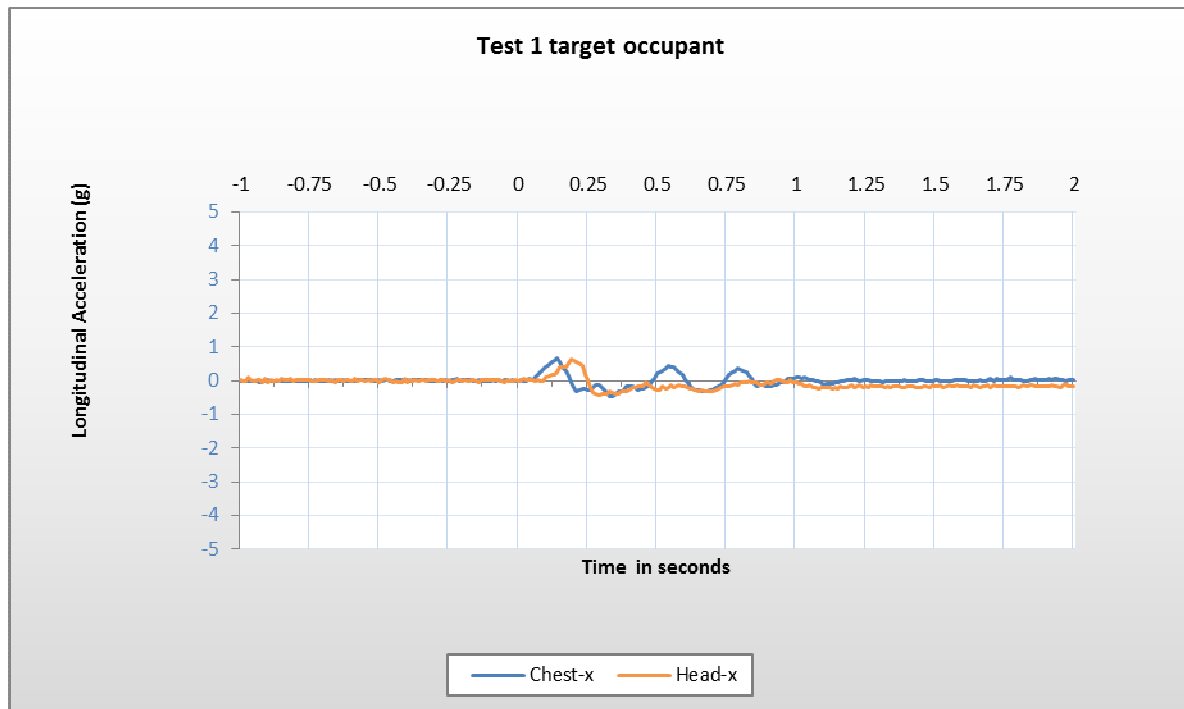 Test 1 target occupant
Longitudinal Acceleration (g)
-1 -0.75 -0.5 -0.25 0 0.25 0.5 0.75 1 1.25 1.5 1.75 2
5
4
3
2
1
0
-1
-2
-3
-4
-5
Time in seconds
Chest-x Head-x